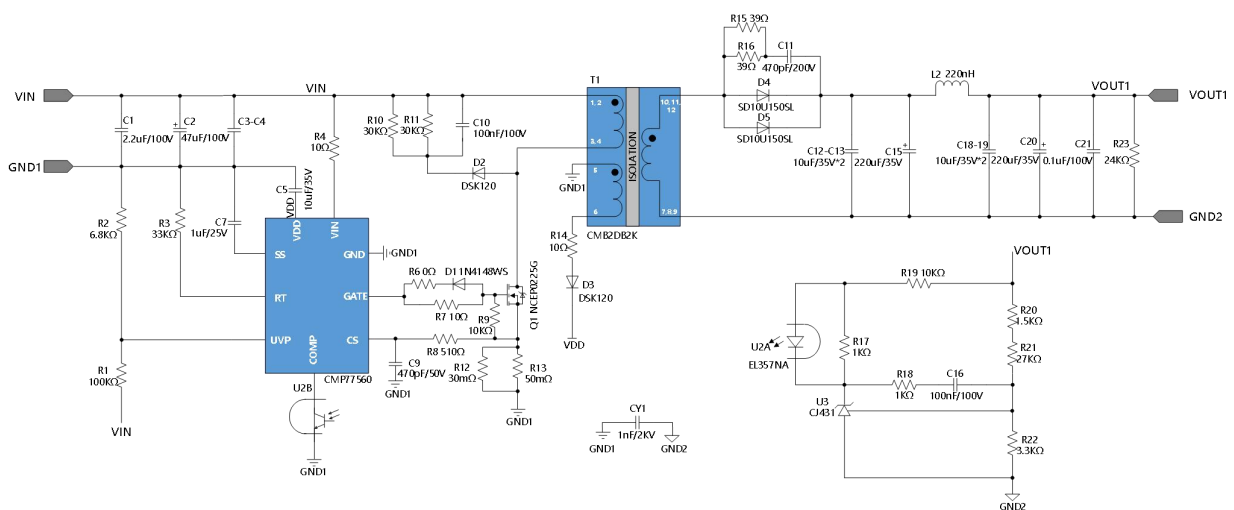 VIN
GND1
C1
2.2uF/100V
C2
47uF/100V
+
C3-C4
VIN
R4
10Ω
R10
30KΩ
R11
30KΩ
C10
100nF/100V
D2
DSK120
T1
1, 2
3, 4
5
6
10, 11,
12
7,8,9
ISOLATION
CMB2DB2K
GND1
R14
10Ω
D3
DSK120
VDD
R15 39Ω
R16
39Ω
C11
470pF/200V
D4
SD10U150SL
D5
SD10U150SL
L2 220nH
VOUT1
VOUT1
GND2
C12-C13
10uF/35V*2
C15
+
220uF/35V
C18-19
10uF/35V*2
C20
+
220uF/35V
C21
0.1uF/100V
R23
24KΩ
R2
6.8KΩ
R3
33KΩ
C7
1uF/25V
C5
10uF/35V
VDD
VDD
VIN
SS
RT
UVP
COMP
GND
GATE
CS
CMP77560
GND1
R6 0Ω
D1 1N4148WS
R7 10Ω
R9
10KΩ
Q1 NCEP0225G
R8 510Ω
C9
470pF/50V
GND1
R12
30mΩ
R13
50mΩ
GND1
R1
100KΩ
VIN
U2B
GND1
CY1
1nF/2KV
GND1
GND2
VOUT1
R19 10KΩ
R20
1.5KΩ
R21
27KΩ
R17
1KΩ
U2A
EL357NA
R18
1KΩ
C16
100nF/100V
U3
CJ431
R22
3.3KΩ
GND2